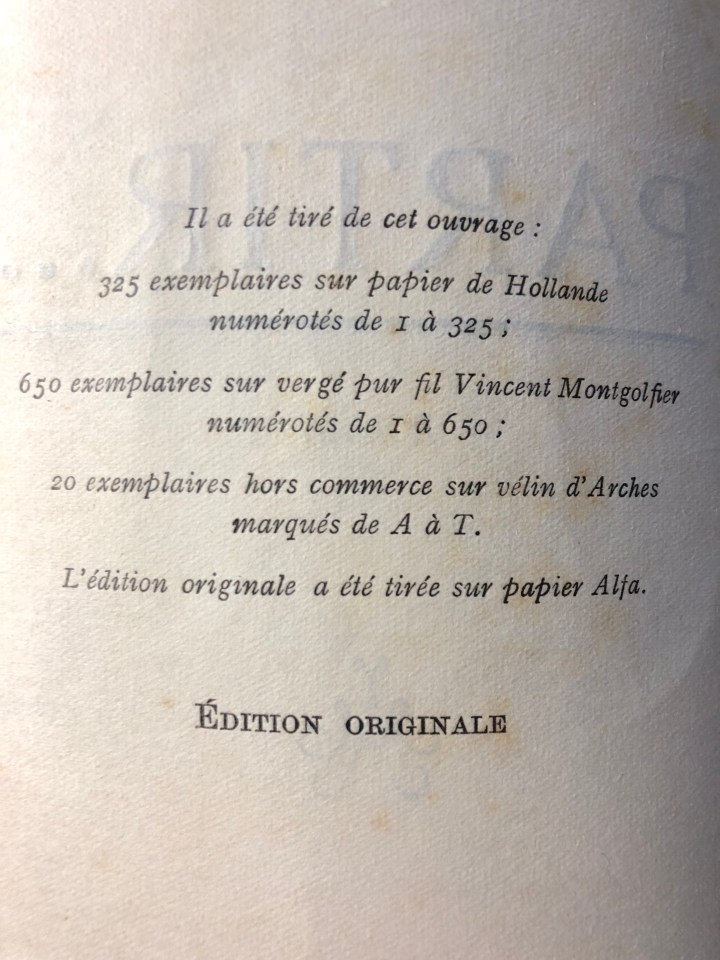 Il a été tiré de cet ouvrage :
325 exemplaires sur papier de Hollande
numérotés de 1 à 325 ;
650 exemplaires sur vergé pur fil Vincent Montgolfier
numérotés de 1 à 650 ;
20 exemplaires hors commerce sur vélin d'Arches
marqués de A à T.
L'édition originale a été tirée sur papier Alfa.
ÉDITION ORIGINALE
PARTIR...